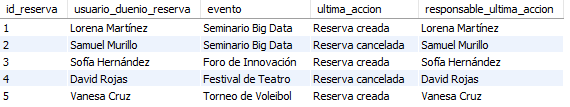 id_reserva usuario_duenio_reserva evento ultima_accion responsable_ultima_accion
1 Lorena Martínez Seminario Big Data Reserva creada Lorena Martínez
2 Samuel Murillo Seminario Big Data Reserva cancelada Samuel Murillo
3 Sofía Hernández Foro de Innovación Reserva creada Sofía Hernández
4 David Rojas Festival de Teatro Reserva cancelada David Rojas
5 Vanesa Cruz Torneo de Voleibol Reserva creada Vanesa Cruz